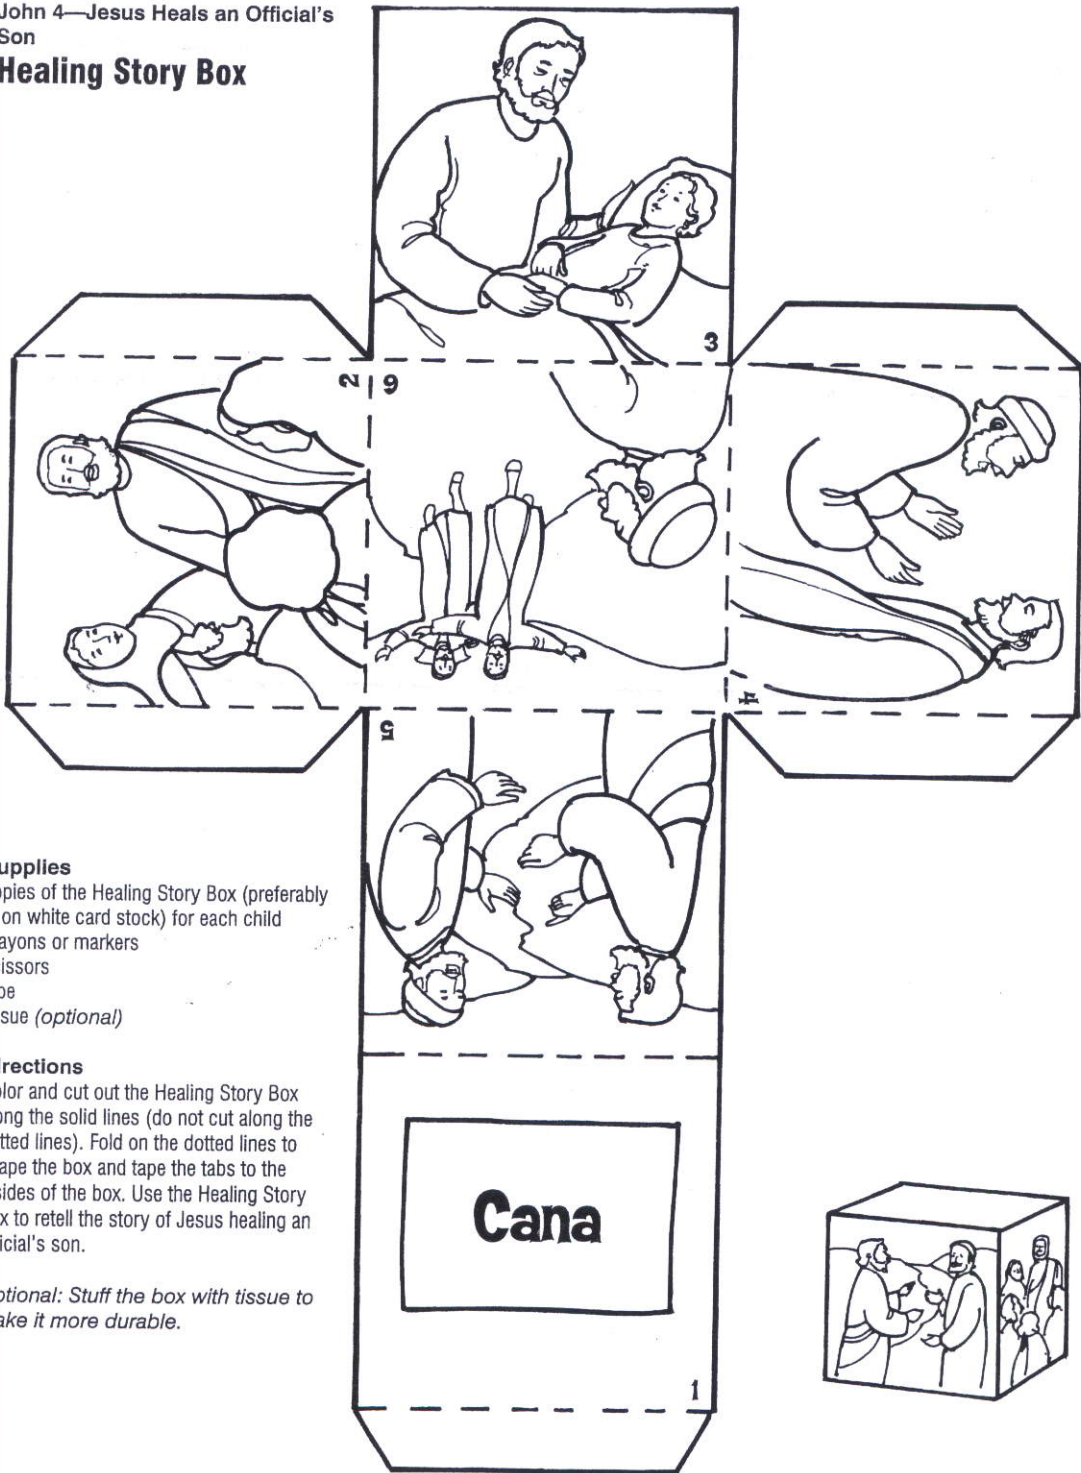 John 4—Jesus Heals an Official's
Son
Healing Story Box
3
2
6
4
5
upplies
opies of the Healing Story Box (preferably
on white card stock) for each child
ayons or markers
issors
pe
sue (optional)
irections
olor and cut out the Healing Story Box
ong the solid lines (do not cut along the
tted lines). Fold on the dotted lines to
ape the box and tape the tabs to the
sides of the box. Use the Healing Story
x to retell the story of Jesus healing an
icial's son.
ptional: Stuff the box with tissue to
ake it more durable.
Cana
1